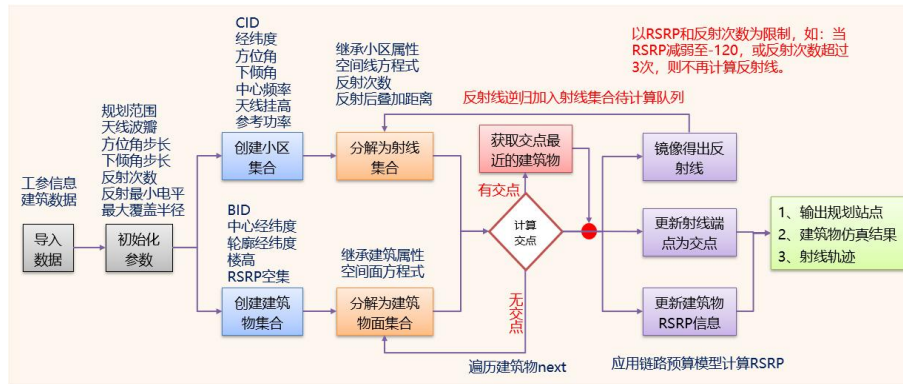 CID
经纬度
方位角
下倾角
中心频率
天线挂高
参考功率
继承小区属性
空间线方程式
反射次数
反射后叠加距离
以RSRP和反射次数为限制，如：当
RSRP减弱至-120，或反射次数超过
3次，则不再计算反射线。
反射线逆归加入射线集合待计算队列
规划范围
天线波瓣
方位角步长
下倾角步长
反射次数
反射最小电平
最大覆盖半径
工参信息
建筑数据
导入
数据
初始化
参数
创建小区
集合
分解为射线
集合
获取交点最
近的建筑物
镜像得出反
射线
有交点
计算
交点
BID
中心经纬度
轮廓经纬度
楼高
RSRP空集
继承建筑属性
空间面方程式
创建建筑
物集合
分解为建筑
物面集合
无
交
点
更新射线端
点为交点
更新建筑物
RSRP信息
1、输出规划站点
2、建筑物仿真结果
3、射线轨迹
遍历建筑物next
应用链路预算模型计算RSRP